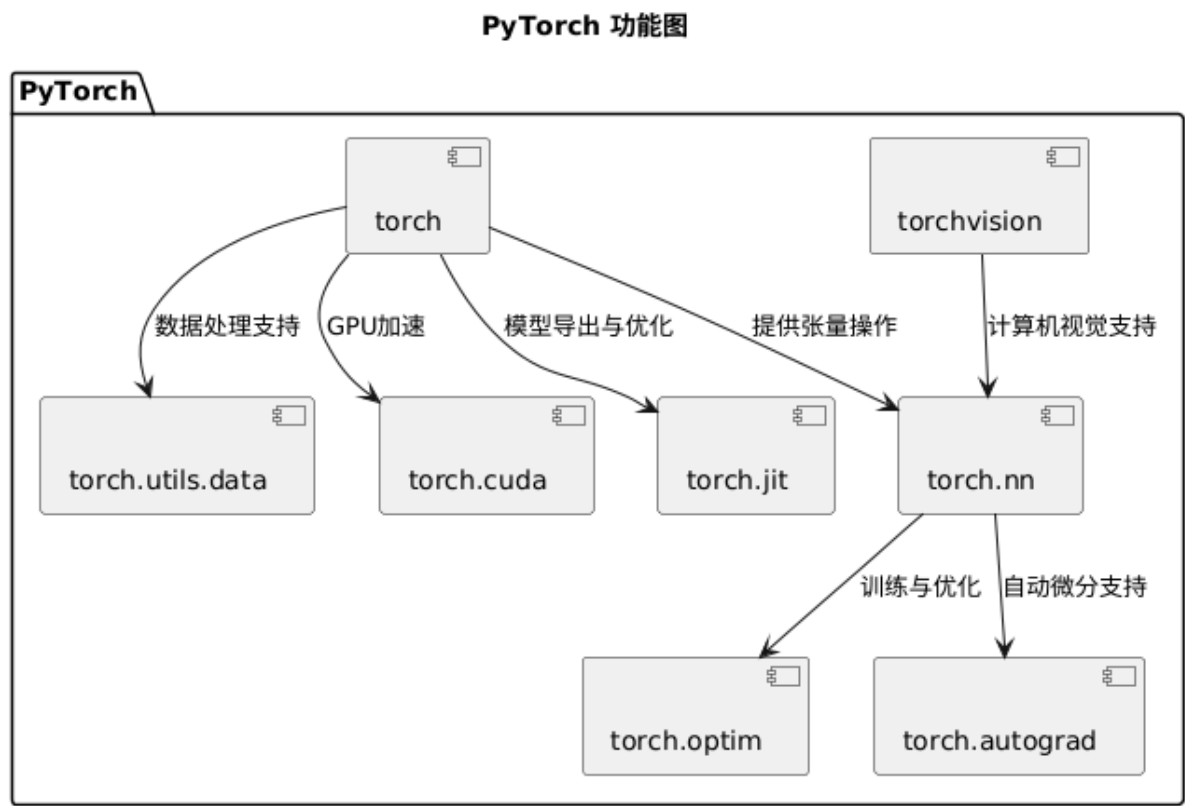 PyTorch 功能图
PyTorch
torch
torchvision
数据处理支持
GPU加速
模型导出与优化
提供张量操作
计算机视觉支持
torch.utils.data
torch.cuda
torch.jit
torch.nn
训练与优化
自动微分支持
torch.optim
torch.autograd